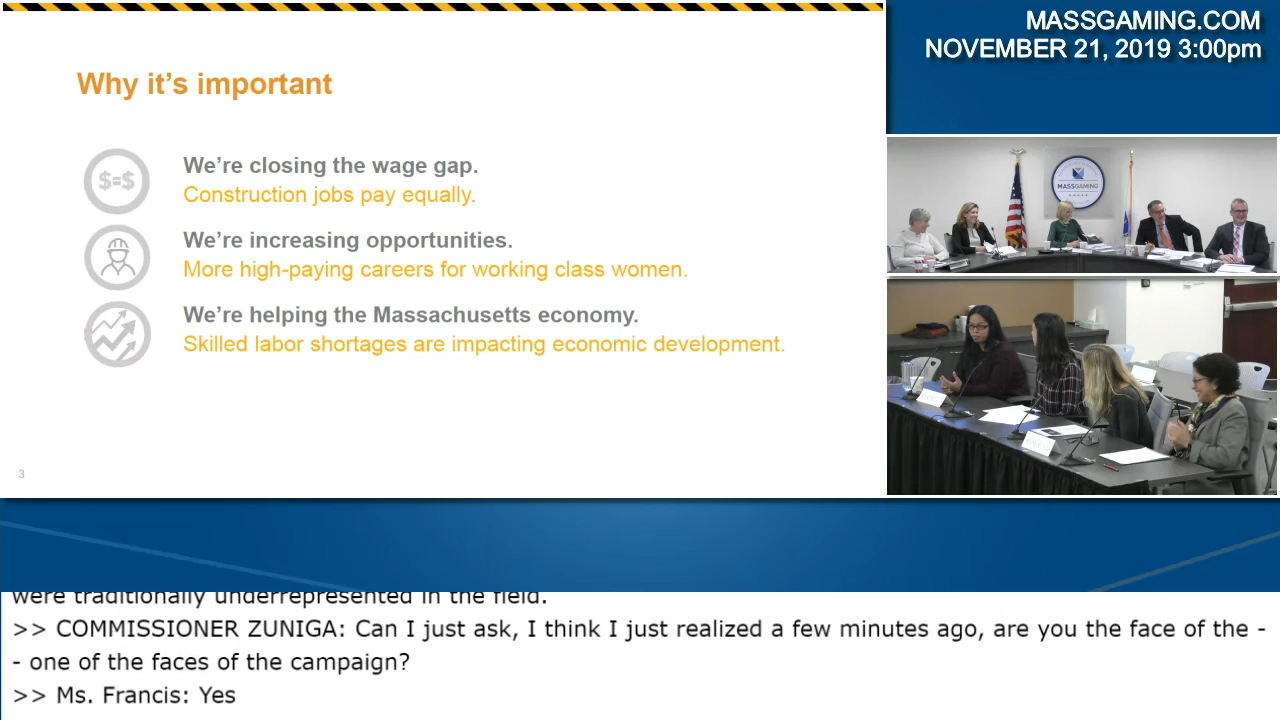 Why it's important
$=$
We're closing the wage gap.
Construction jobs pay equally.
We're increasing opportunities.
More high-paying careers for working class women.
We're helping the Massachusetts economy.
Skilled labor shortages are impacting economic development.
3
MASSGAMING.COM
NOVEMBER 21, 2019 3:00pm
MASSGAMING
were traditionally underrepresented in the field.
>> COMMISSIONER ZUNIGA: Can I just ask, I think I just realized a few minutes ago, are you the face of the -
- one of the faces of the campaign?
>> Ms. Francis: Yes